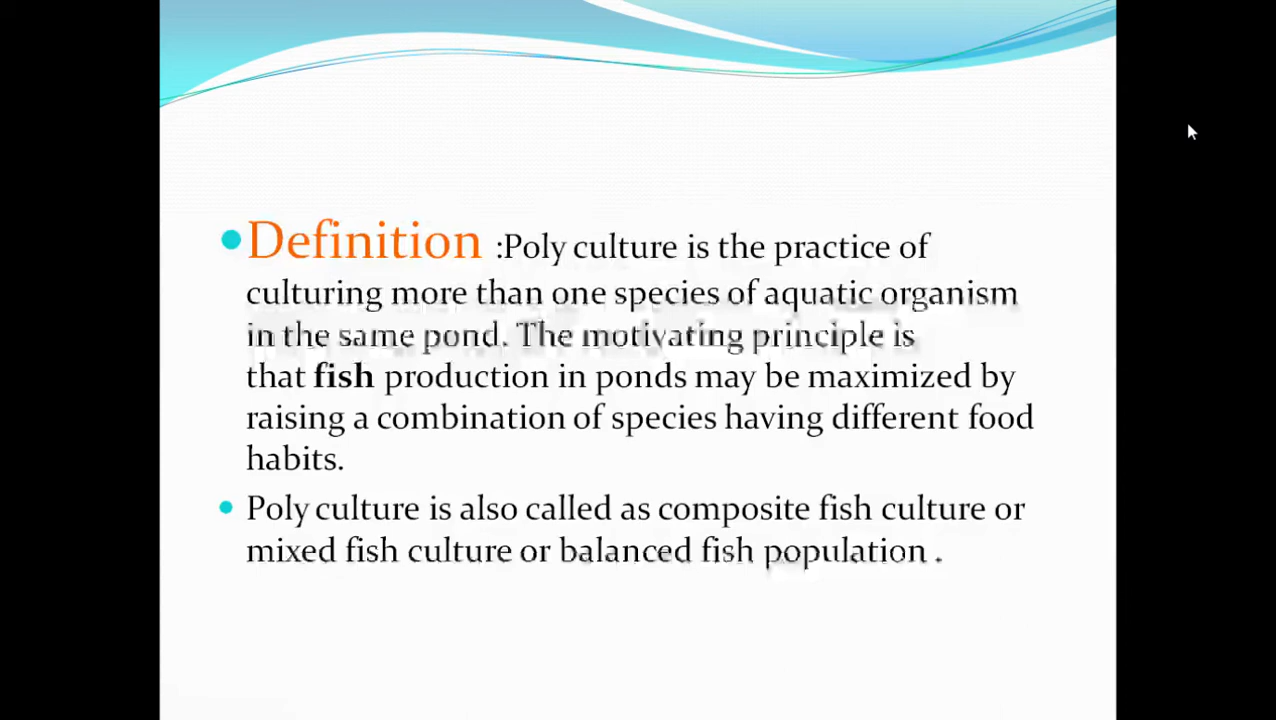 •Definition :Poly culture is the practice of
culturing more than one species of aquatic organism
in the same pond. The motivating principle is
that fish production in ponds may be maximized by
raising a combination of species having different food
habits.
• Poly culture is also called as composite fish culture or
mixed fish culture or balanced fish population .